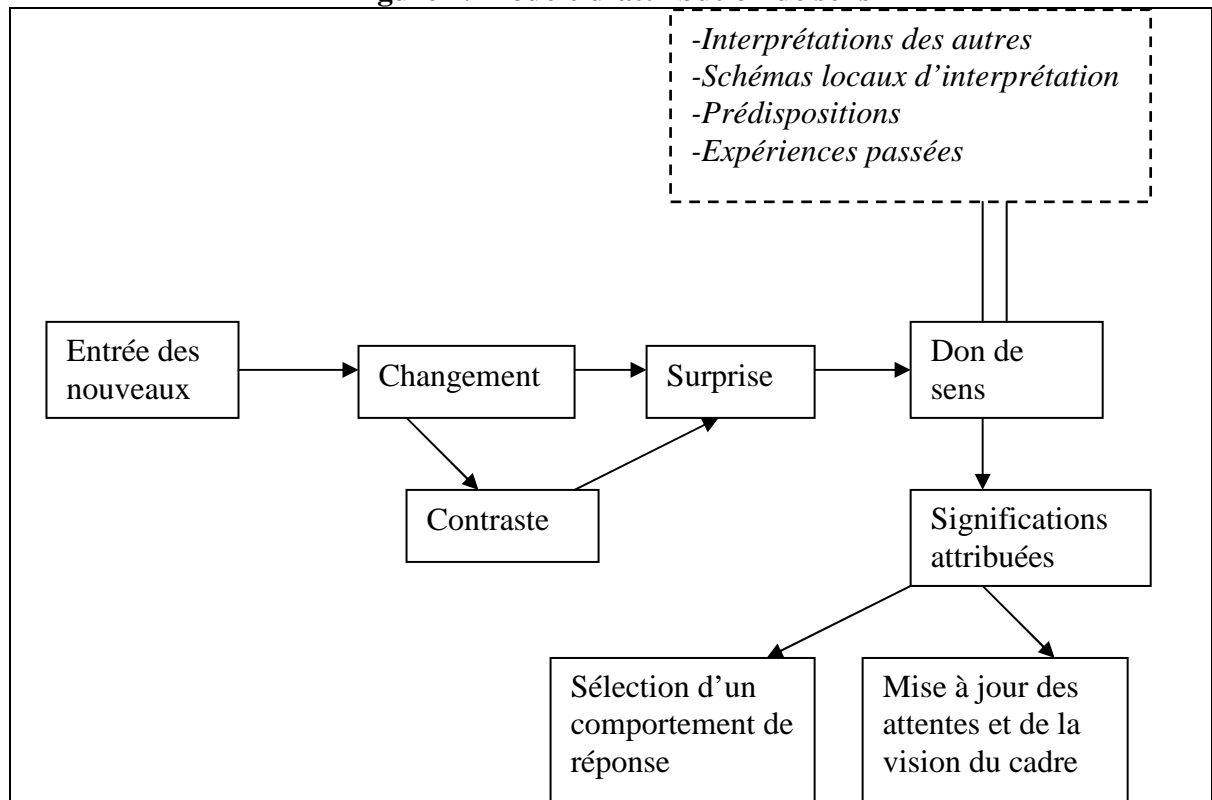 -Interprétations des autres
-Schémas locaux d'interprétation
-Prédispositions
-Expériences passées
Entrée des
nouveaux
Changement
Surprise
Don de
sens
Contraste
Significations
attribuées
Sélection d'un
comportement de
réponse
Mise à jour des
attentes et de la
vision du cadre